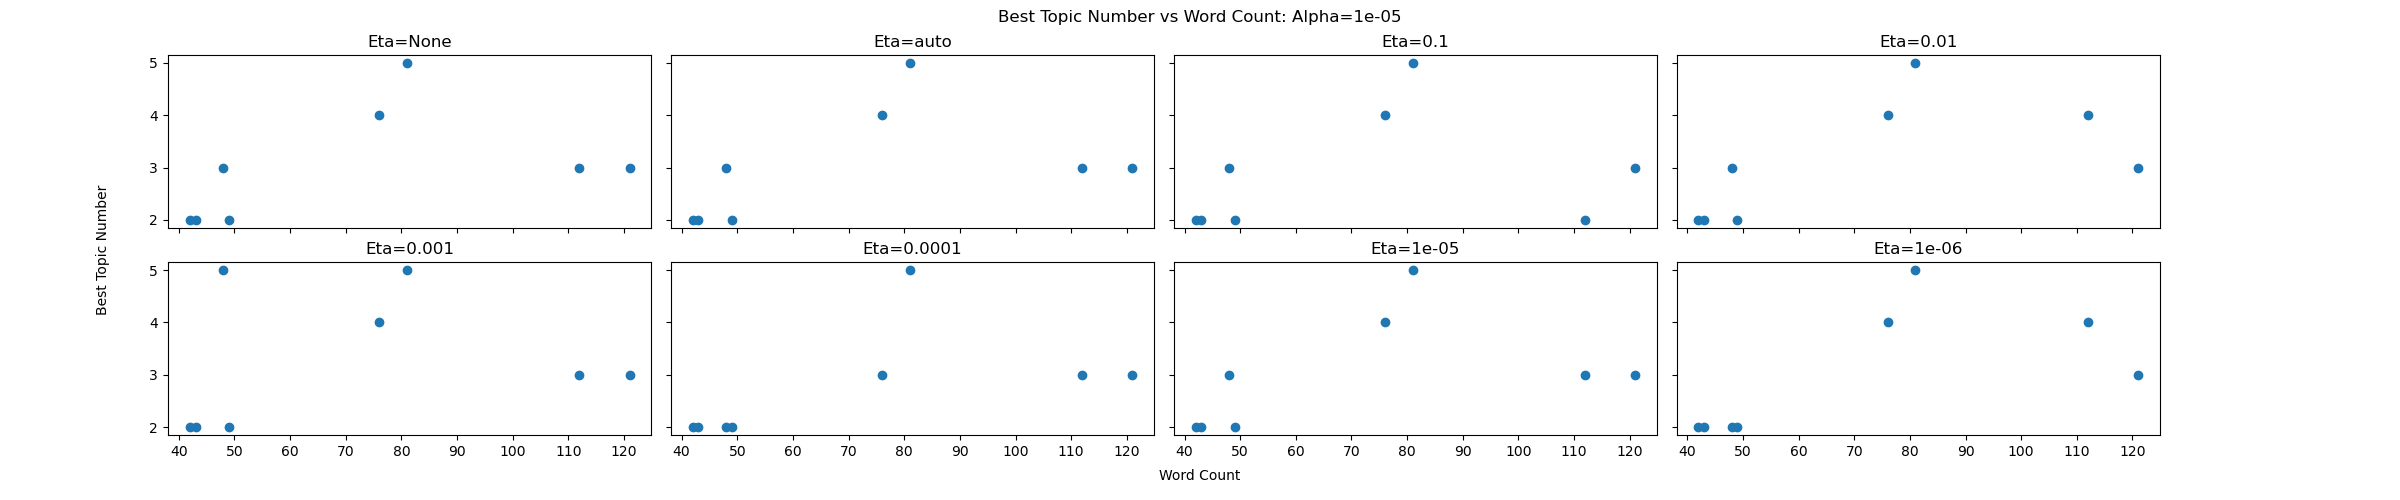 Best Topic Number vs Word Count: Alpha=1e-05
Eta=None
Eta=auto
Eta=0.1
Eta=0.01
5
4
3
2
Best Topic Number
Eta=0.001
Eta=0.0001
Eta=1e-05
Eta=1e-06
5
4
3
2
40 50 60 70 80 90 100 110 120
40 50 60 70 80 90 100 110 120
40 50 60 70 80 90 100 110 120
40 50 60 70 80 90 100 110 120
Word Count